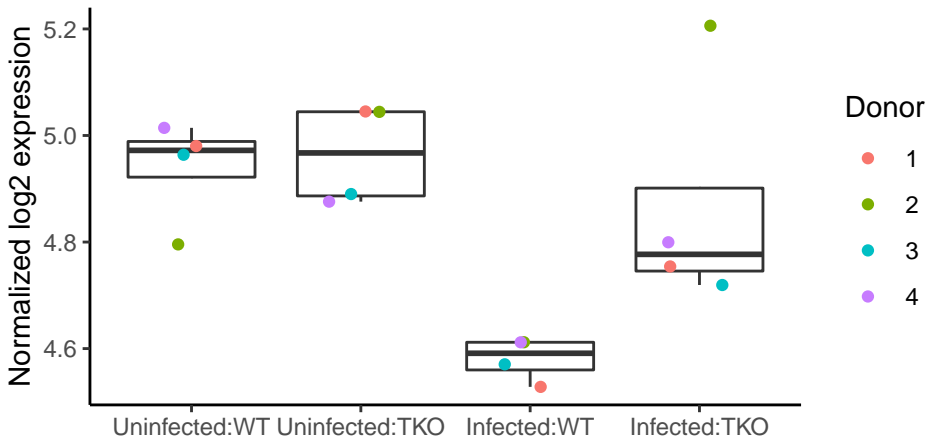 Normalized log2 expression
5.2
5.0
4.8
4.6
Uninfected:WT Uninfected:TKO Infected:WT Infected:TKO
Donor
1
2
3
4